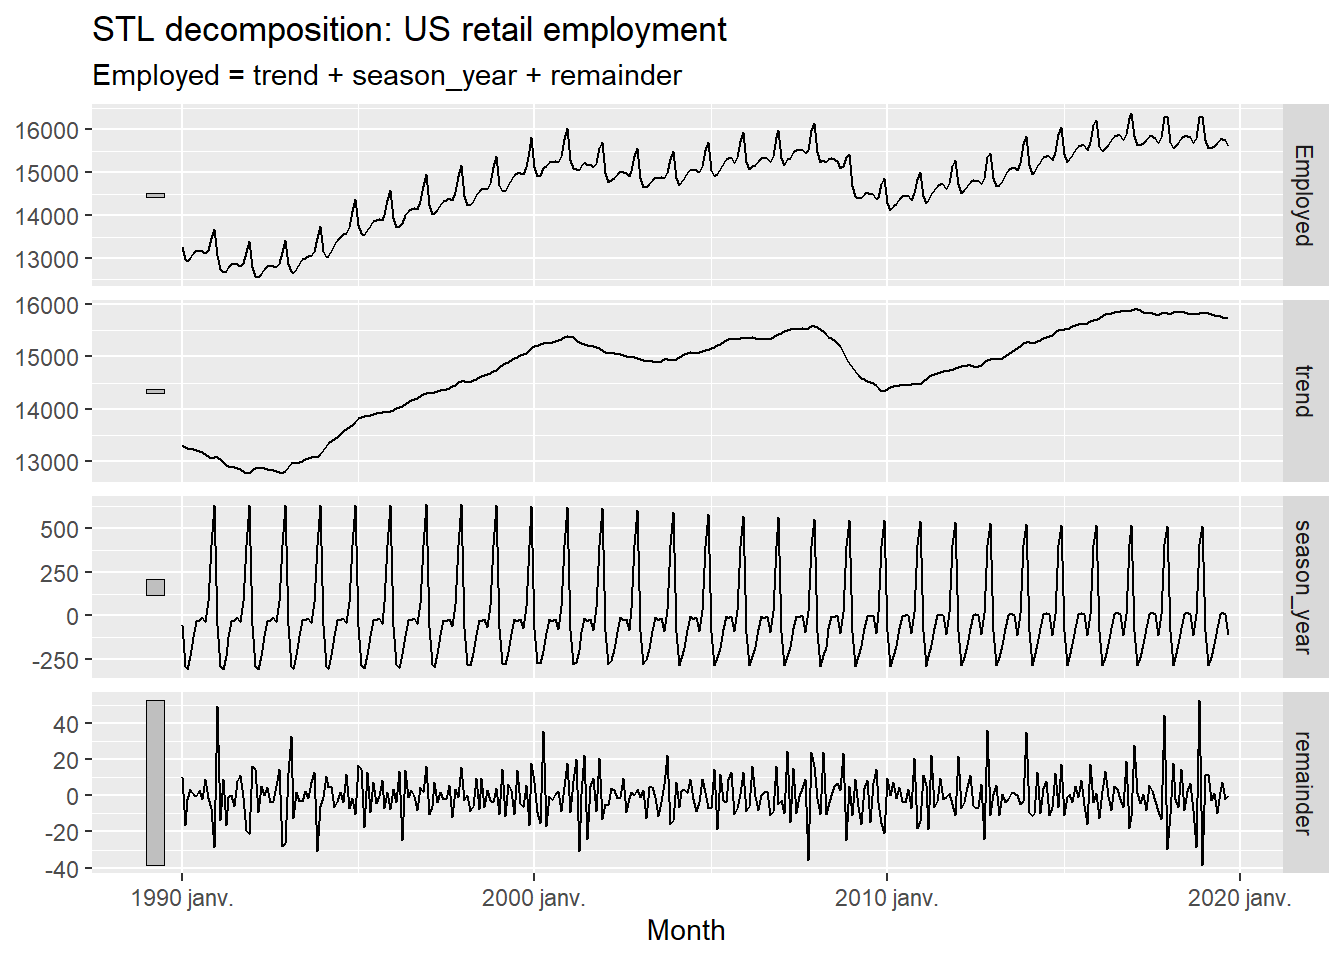 STL decomposition: US retail employment
Employed = trend + season_year + remainder
16000
15000
14000
13000
Employed
16000
15000
14000
13000
trend
500
250
0
-250
season_year
40
20
0
-20
-40
remainder
1990 janv.
2000 janv.
2010 janv.
2020 janv.
Month